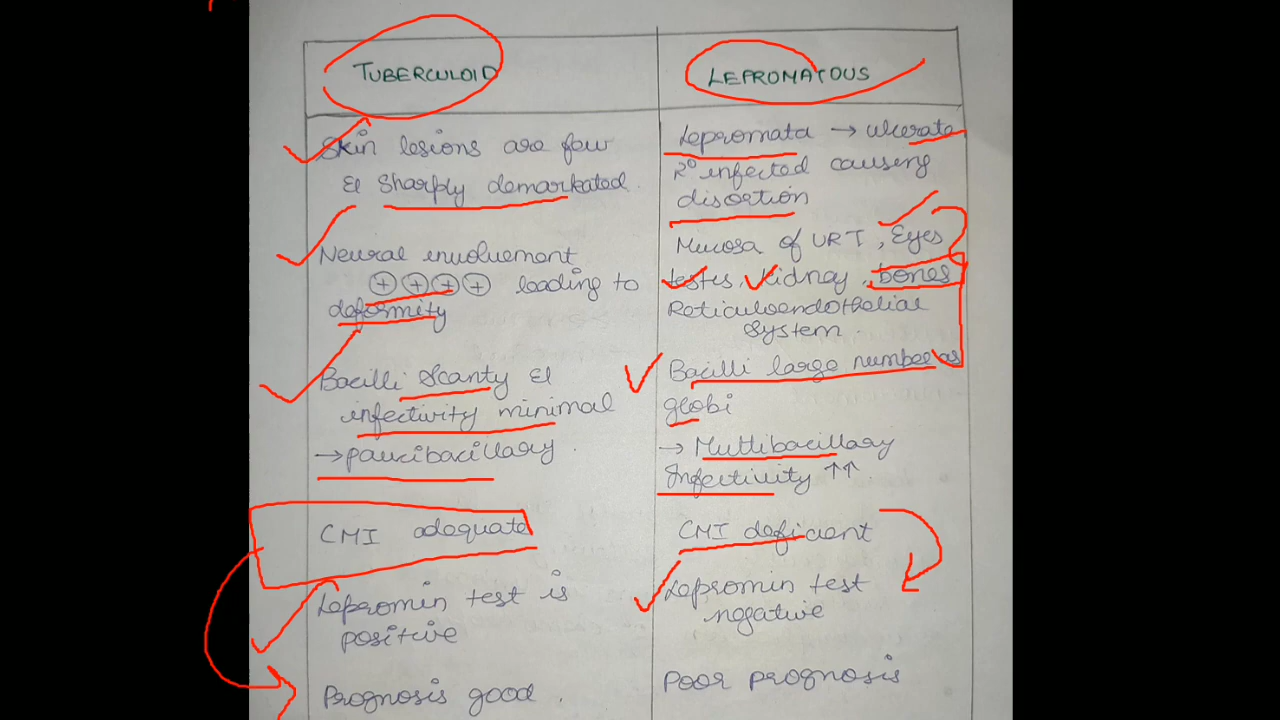 TUBERCULOID
Skin lesions are few
& sharply demarkated
Neural involvement
⊕⊕⊕⊕ leading to
deformity
Bacilli scanty &
infectivity minimal
→ paucibacillary.
CMI adequate
Lepromin test is
positive
Prognosis good.
LEPROMATOUS
Lepromata → ulcerate
2° infected causing
distortion
Mucosa of URT, Eyes
testes, kidney, bones
Reticuloendothelial
system.
Bacilli large number as
globi
→ Multibacillary
Infectivity ↑↑
CMI deficient
Lepromin test
negative
Poor prognosis